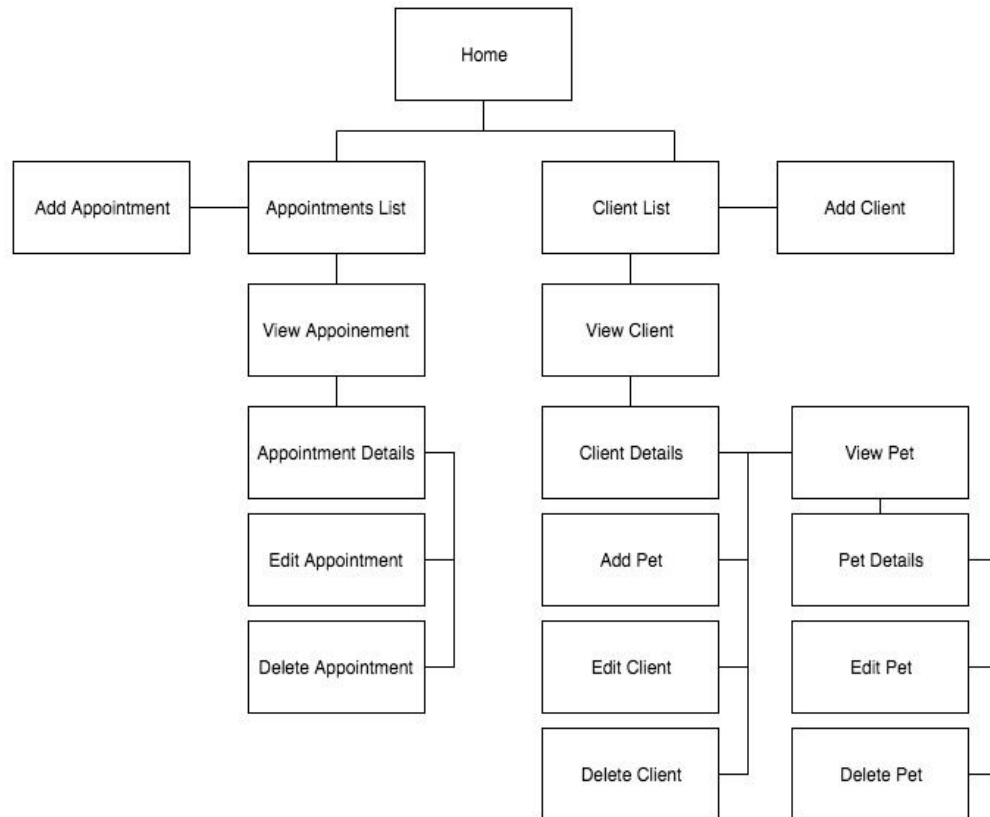 Home
Add Appointment
Appointments List
Client List
Add Client
View Appoinement
View Client
Appointment Details
Client Details
View Pet
Edit Appointment
Add Pet
Pet Details
Delete Appointment
Edit Client
Edit Pet
Delete Client
Delete Pet